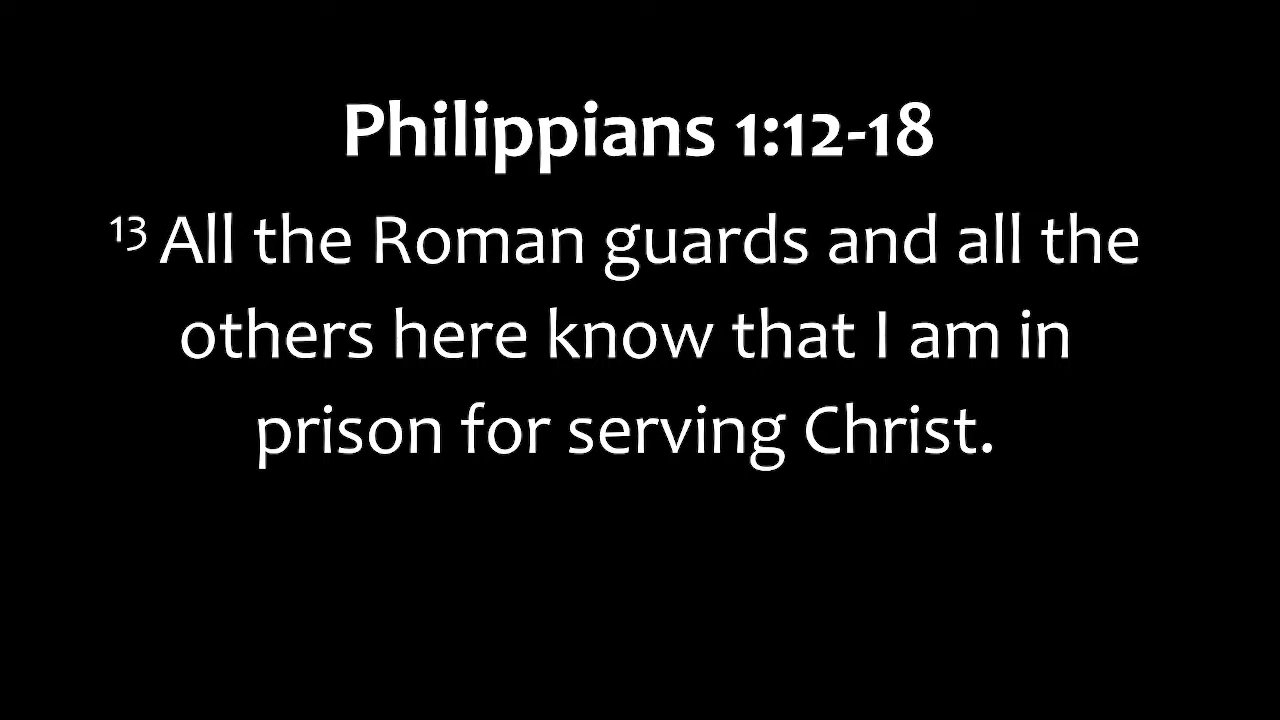 Philippians 1:12-18
13 All the Roman guards and all the
others here know that I am in
prison for serving Christ.